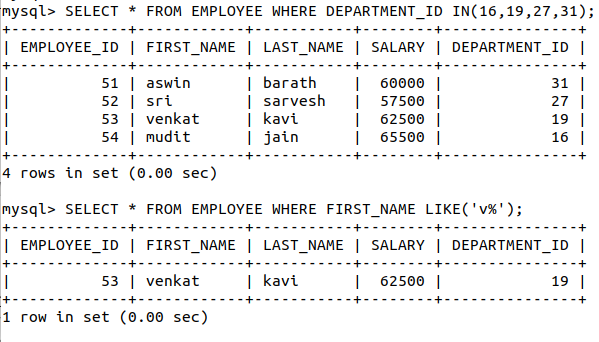 mysql> SELECT * FROM EMPLOYEE WHERE DEPARTMENT_ID IN(16,19,27,31);
+-------------+------------+-----------+--------+---------------+
| EMPLOYEE_ID | FIRST_NAME | LAST_NAME | SALARY | DEPARTMENT_ID |
+-------------+------------+-----------+--------+---------------+
|          51 | aswin      | barath    |  60000 |            31 |
|          52 | sri        | sarvesh   |  57500 |            27 |
|          53 | venkat     | kavi      |  62500 |            19 |
|          54 | mudit      | jain      |  65500 |            16 |
+-------------+------------+-----------+--------+---------------+
4 rows in set (0.00 sec)
mysql> SELECT * FROM EMPLOYEE WHERE FIRST_NAME LIKE('v%');
+-------------+------------+-----------+--------+---------------+
| EMPLOYEE_ID | FIRST_NAME | LAST_NAME | SALARY | DEPARTMENT_ID |
+-------------+------------+-----------+--------+---------------+
|          53 | venkat     | kavi      |  62500 |            19 |
+-------------+------------+-----------+--------+---------------+
1 row in set (0.00 sec)